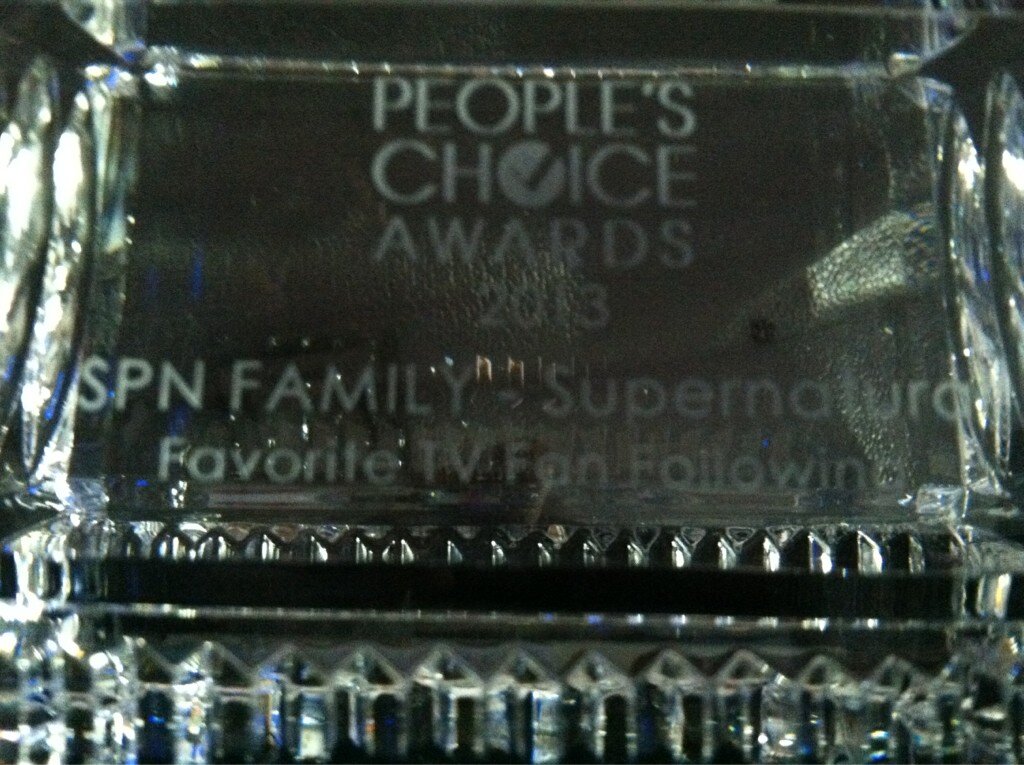 PEOPLE'S
CHOICE
AWARDS
2013
SPN FAMILY - Supernatural
Favorite TV Fan Following